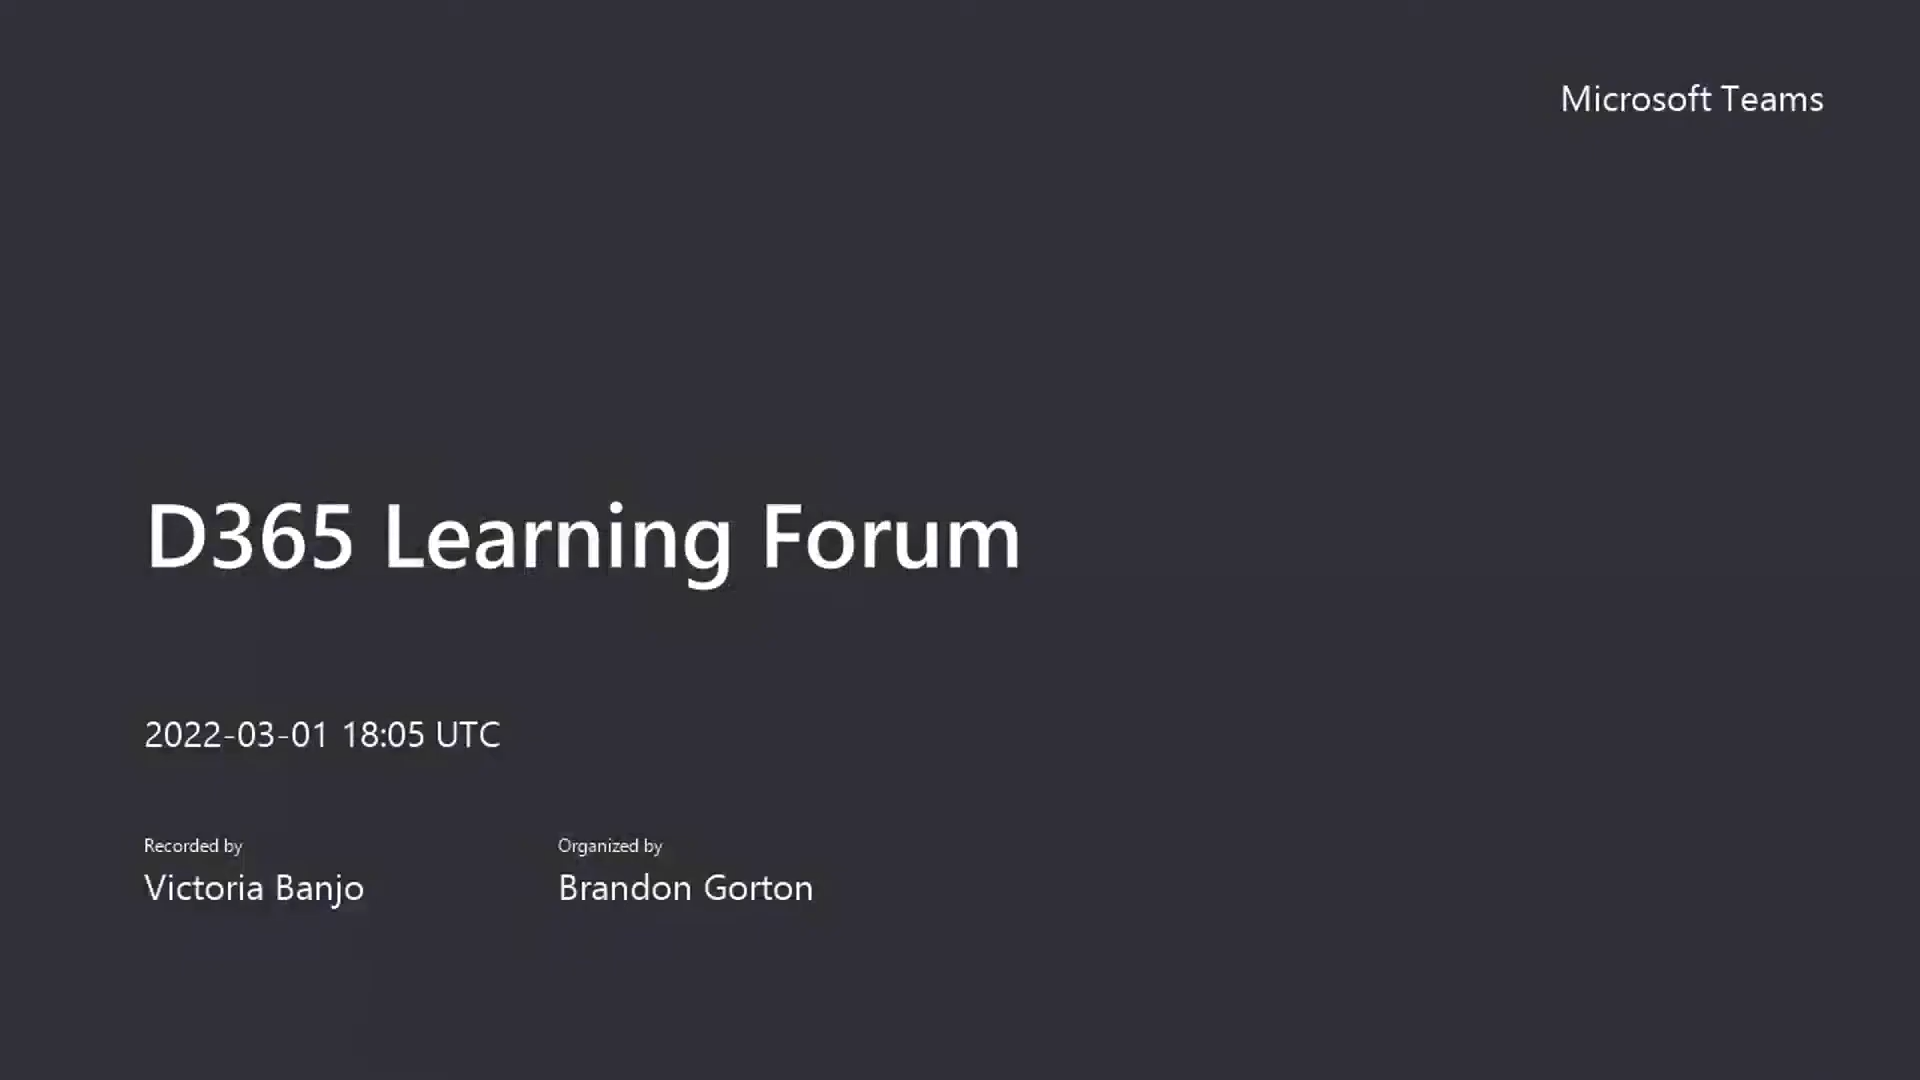 Microsoft Teams
D365 Learning Forum
2022-03-01 18:05 UTC
Recorded by
Victoria Banjo
Organized by
Brandon Gorton